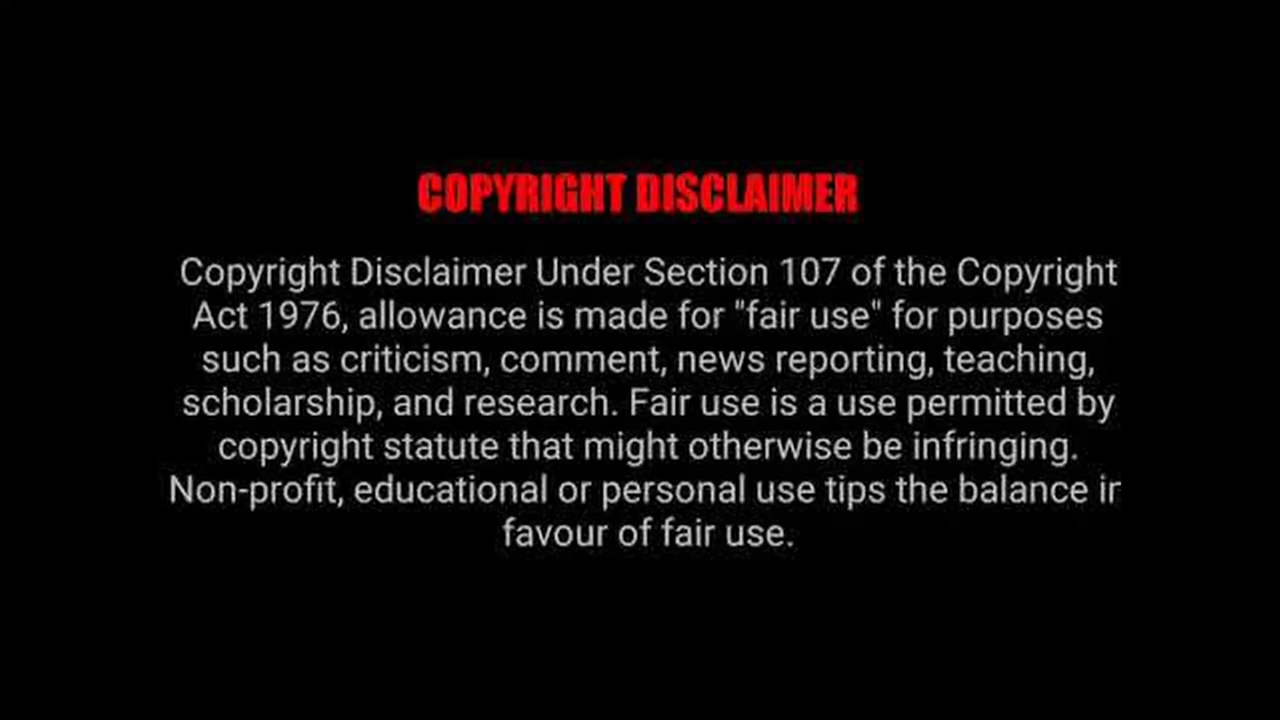 COPYRIGHT DISCLAIMER
Copyright Disclaimer Under Section 107 of the Copyright
Act 1976, allowance is made for "fair use" for purposes
such as criticism, comment, news reporting, teaching,
scholarship, and research. Fair use is a use permitted by
copyright statute that might otherwise be infringing.
Non-profit, educational or personal use tips the balance ir
favour of fair use.